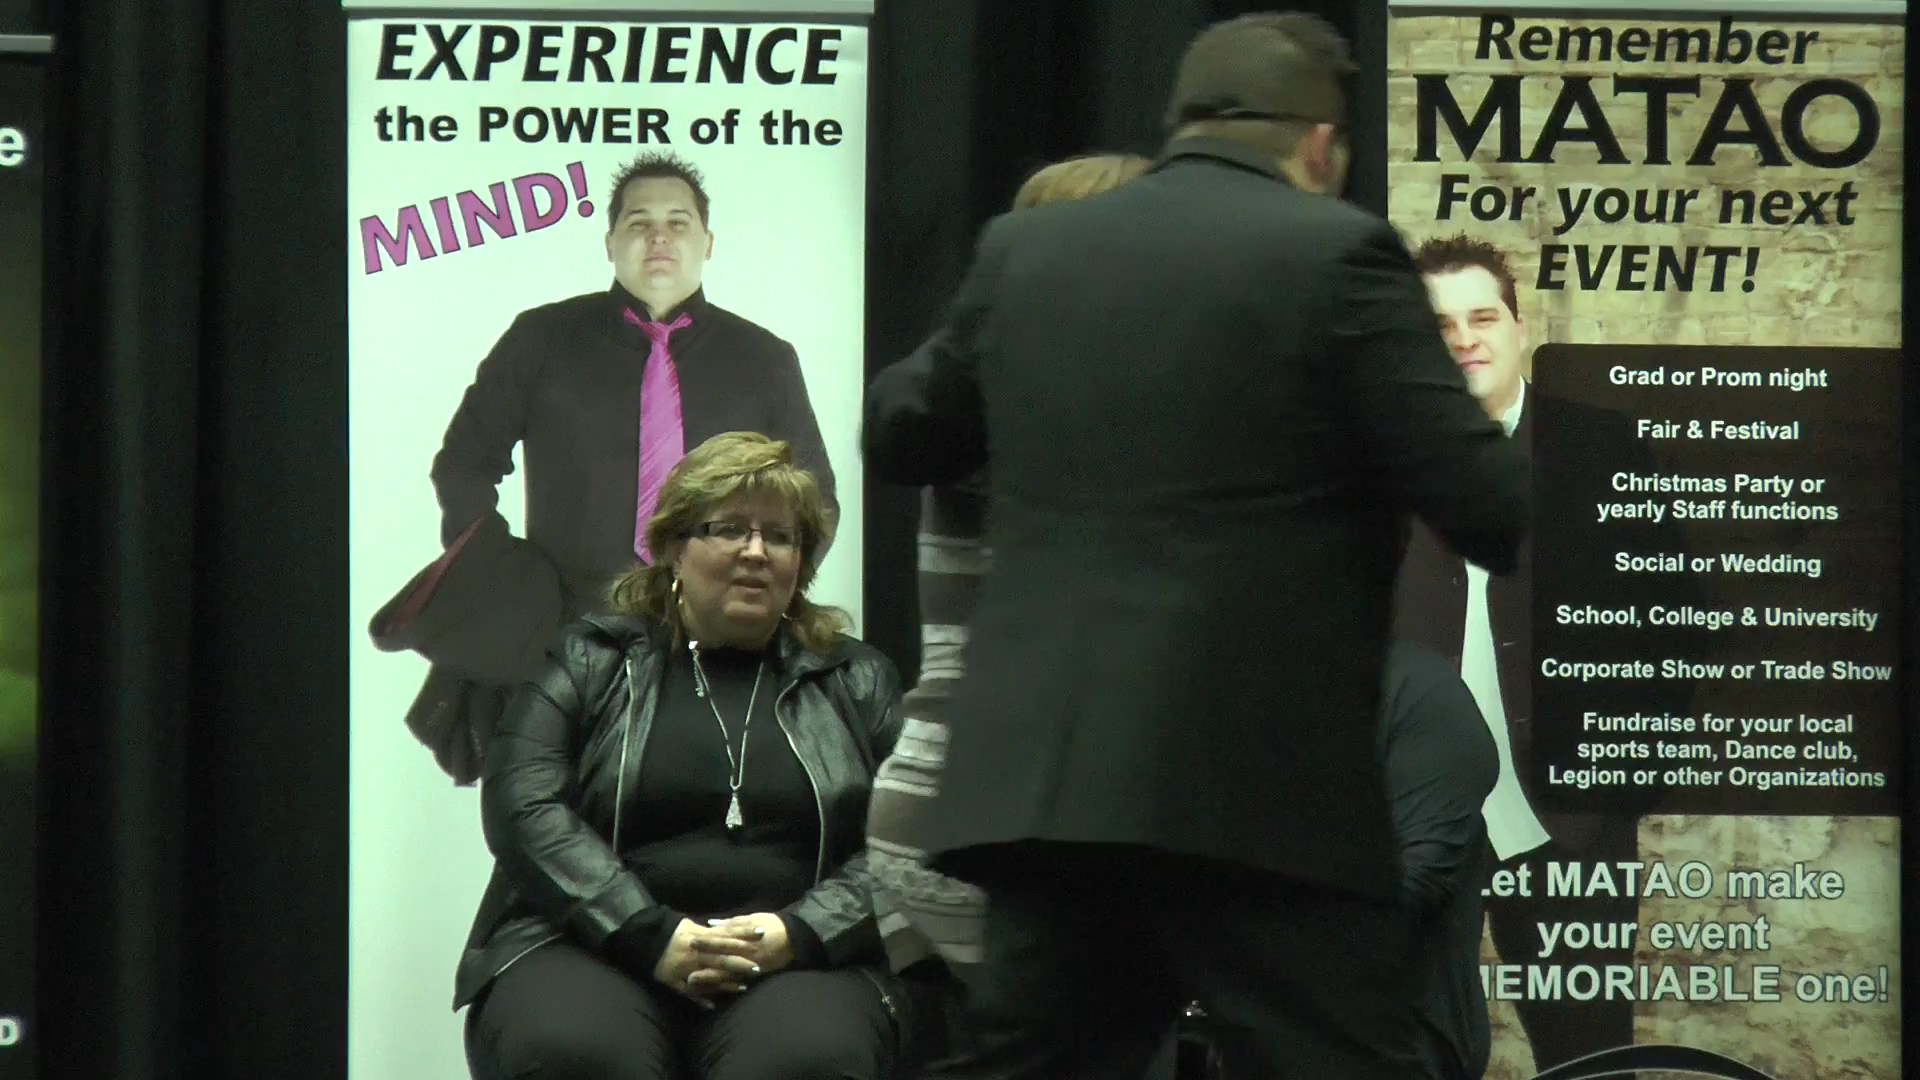 EXPERIENCE
the POWER of the
MIND!
Remember
MATAO
For your next
EVENT!
Grad or Prom night
Fair & Festival
Christmas Party or
yearly Staff functions
Social or Wedding
School, College & University
Corporate Show or Trade Show
Fundraise for your local
sports team, Dance club,
Legion or other Organizations
Let MATAO make
your event
MEMORIABLE one!